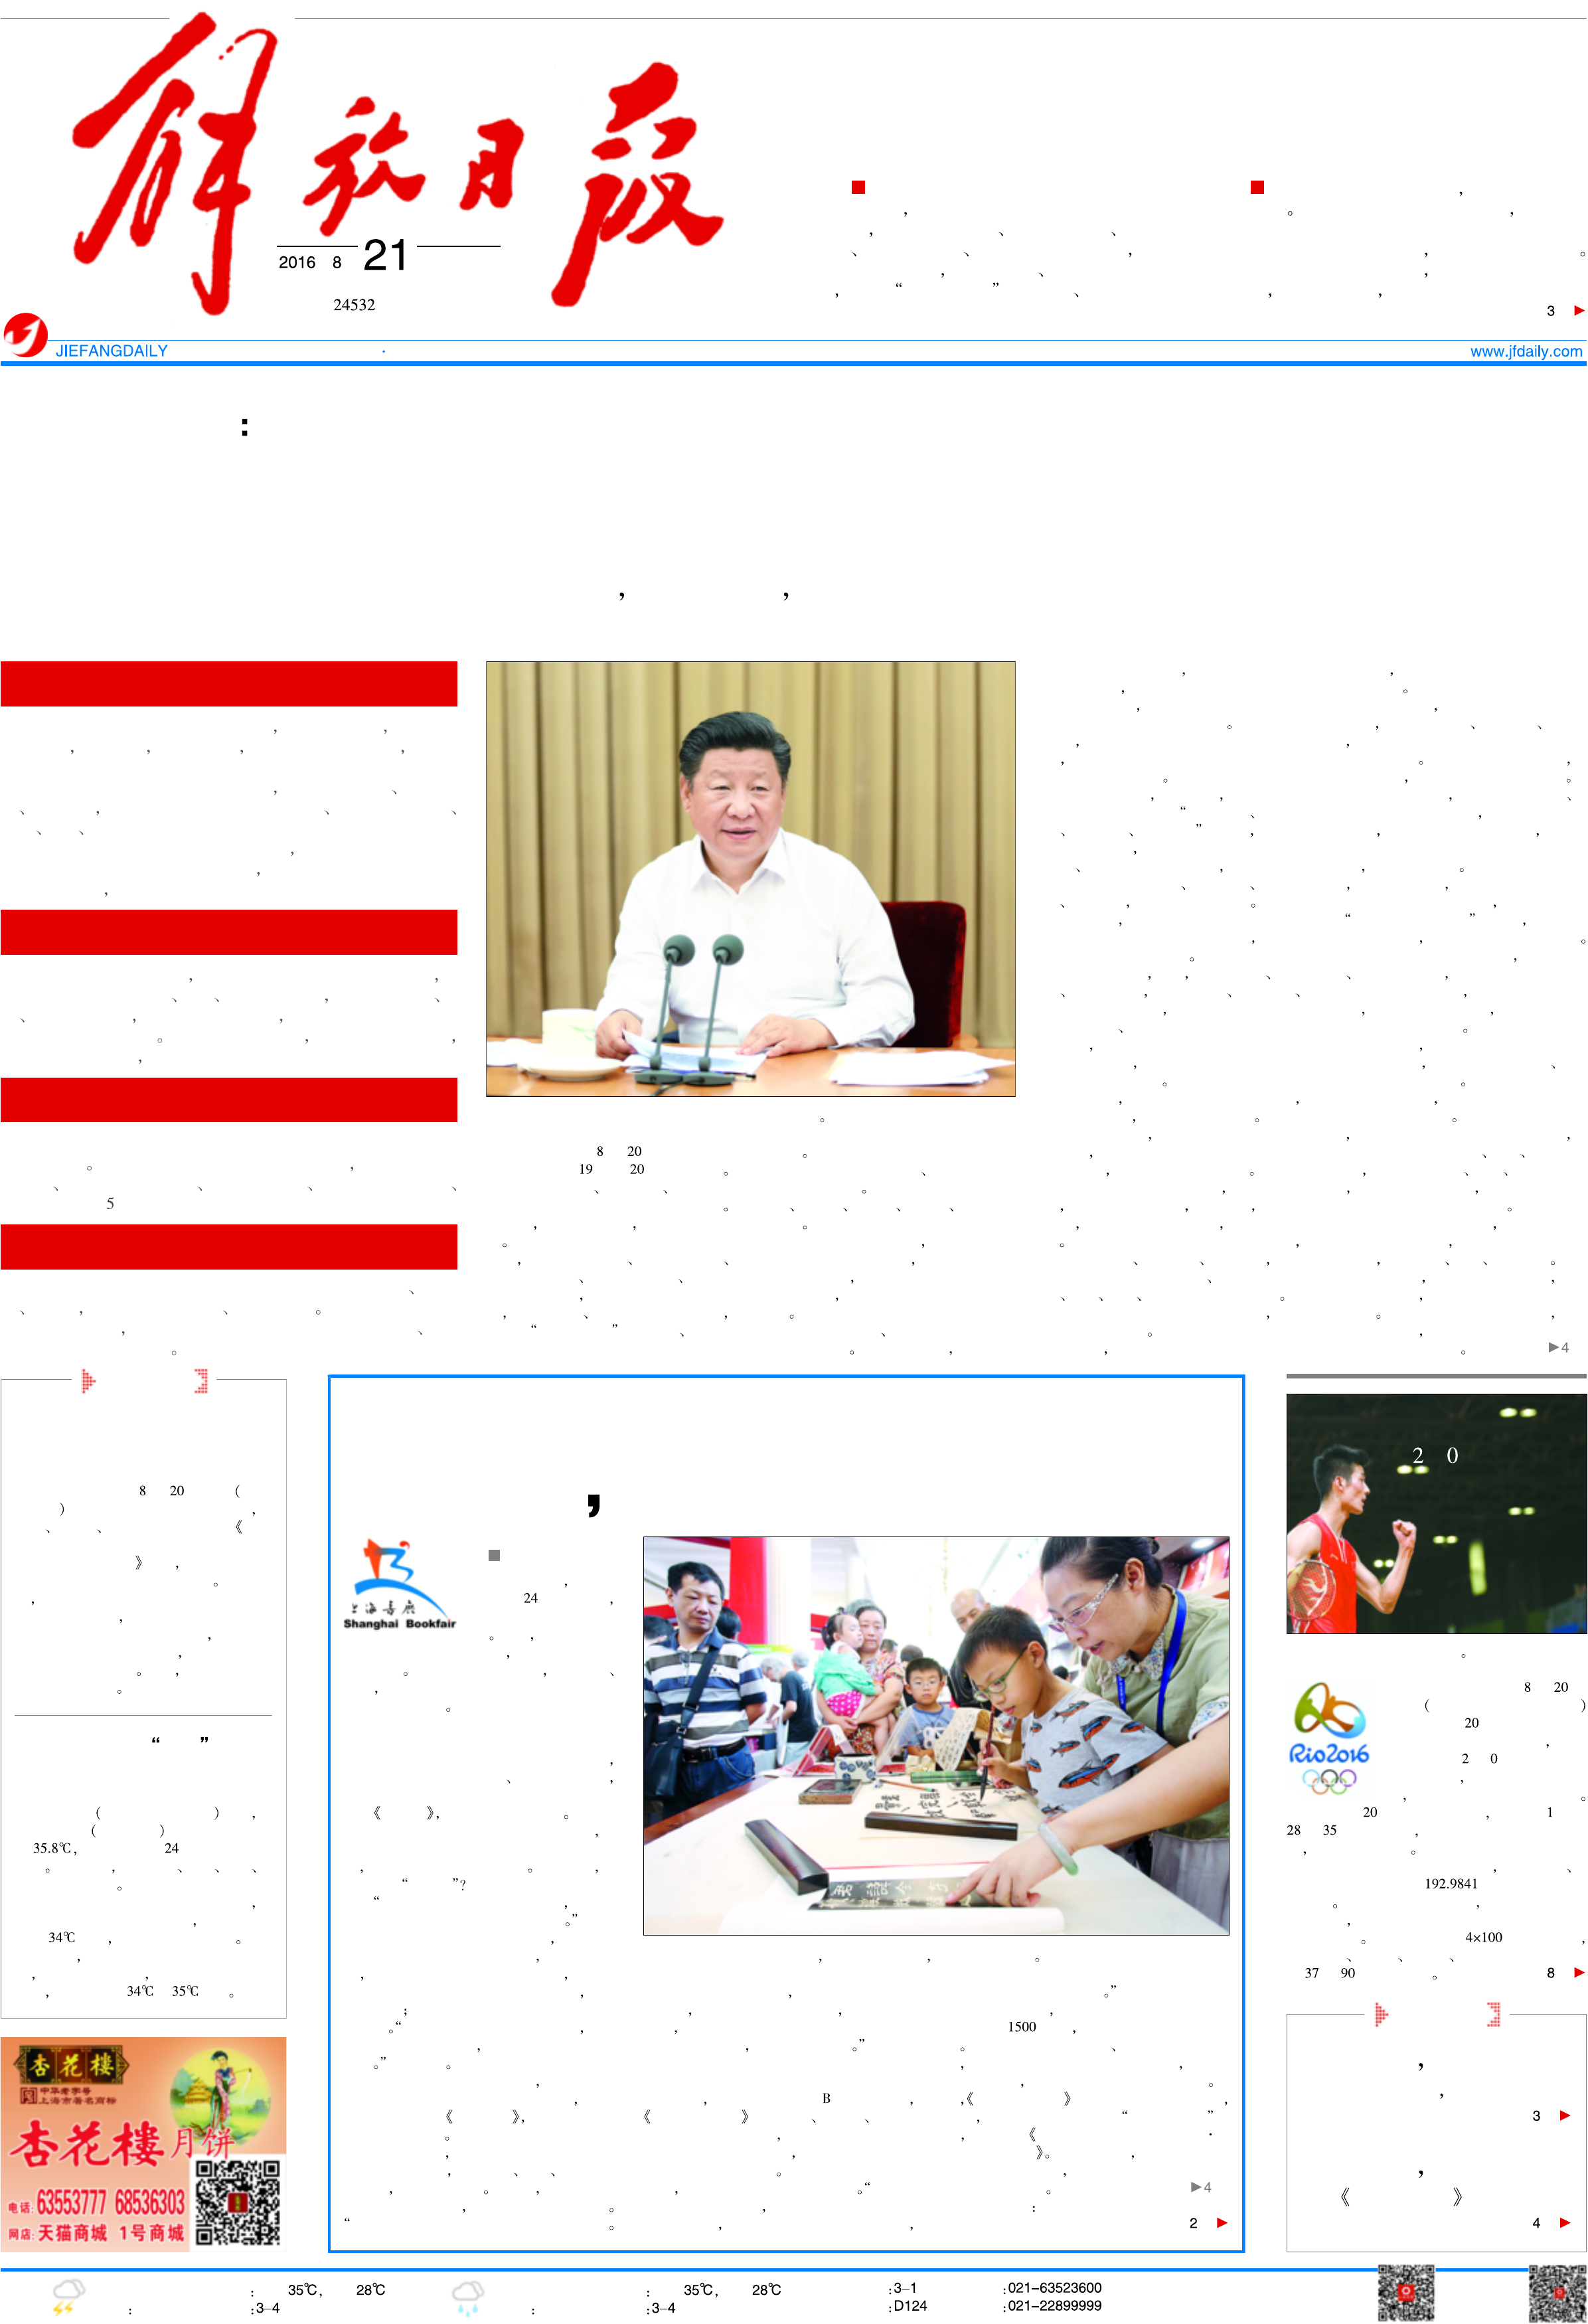 解放日报
2016 8 21
24532
3
JIEFANGDAILY
www.jfdaily.com
:
,
,
8 20
19 20
5
4
8 20 (
)
《
》
“ ”
( )
( )
35.8℃,
24
34℃
34℃ 35℃
上海书展
Shanghai Bookfair
24
《 》,
“ ”?
“
1500
B
《 》
《 》, 《 》
4
2
2 0
8 20
( )
20
Rio2016
2 0
20 1
28 35
192.9841
4×100
37 90
8
3
《 》
4
杏花楼
中华老字号
上海市著名商标
杏花楼月饼
电话:63553777 68536303
网店:天猫商城 1号商城
: 35℃, 28℃
: :3-4
: 35℃, 28℃
: :3-4
:3-1 :021-63523600
:D124 :021-22899999